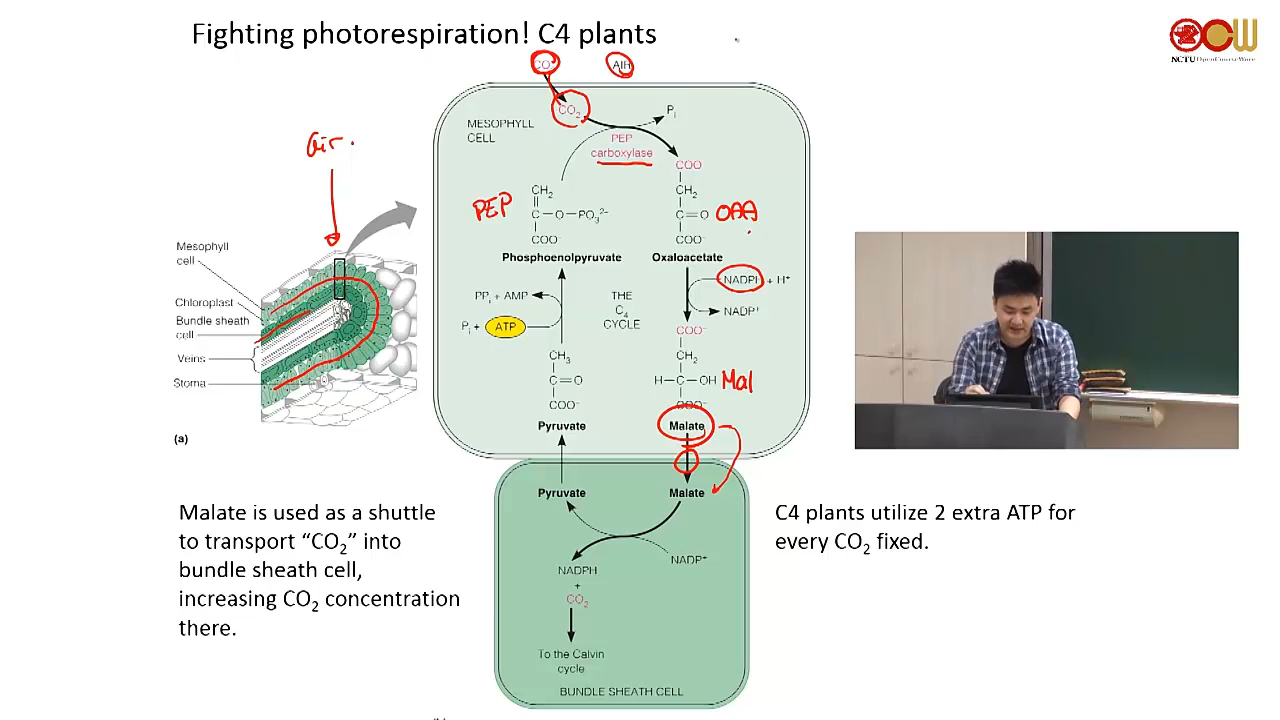 Fighting photorespiration! C4 plants
NCTU OpenCourseWare
CO₂
AIR
MESOPHYLL
CELL
CO₂
Pᵢ
PEP
carboxylase
air.
PEP
CH₂
C–O–PO₃²⁻
COO⁻
Phosphoenolpyruvate
COO
CH₂
C=O
COO⁻
OAA
Oxaloacetate
Mesophyll
cell
Chloroplast
Bundle sheath
cell
Veins
Stoma
(a)
PPᵢ + AMP
Pᵢ + ATP
THE
C₄
CYCLE
NADPH + H⁺
NADP⁺
CH₃
C=O
COO⁻
Pyruvate
COO⁻
CH₂
H–C–OH
COO⁻
Mal
Malate
Pyruvate
Malate
NADP⁺
NADPH
+
CO₂
To the Calvin
cycle
BUNDLE SHEATH CELL
Malate is used as a shuttle
to transport “CO₂” into
bundle sheath cell,
increasing CO₂ concentration
there.
C4 plants utilize 2 extra ATP for
every CO₂ fixed.